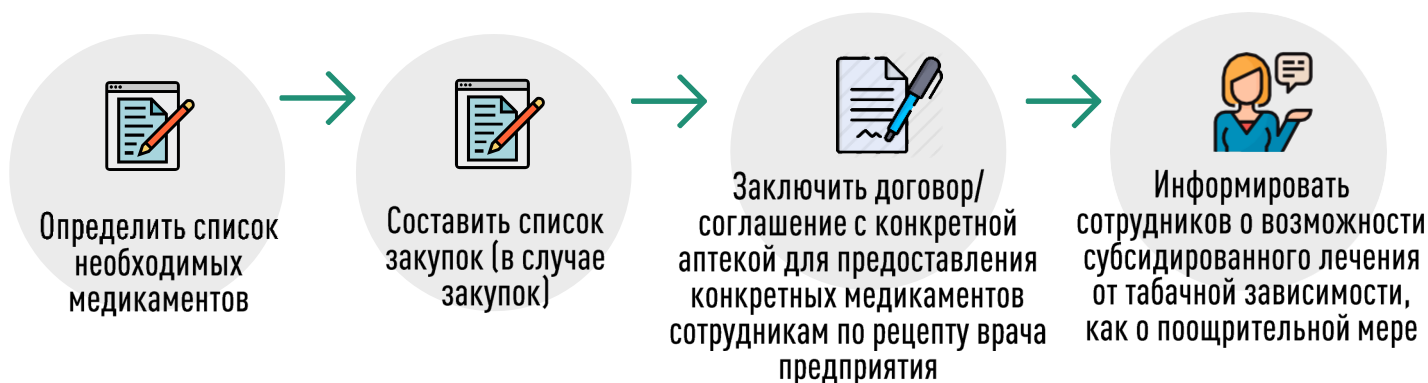 Определить список
необходимых
медикаментов
Составить список
закупок (в случае
закупок)
Заключить договор/
соглашение с конкретной
аптекой для предоставления
конкретных медикаментов
сотрудникам по рецепту врача
предприятия
Информировать
сотрудников о возможности
субсидированного лечения
от табачной зависимости,
как о поощрительной мере